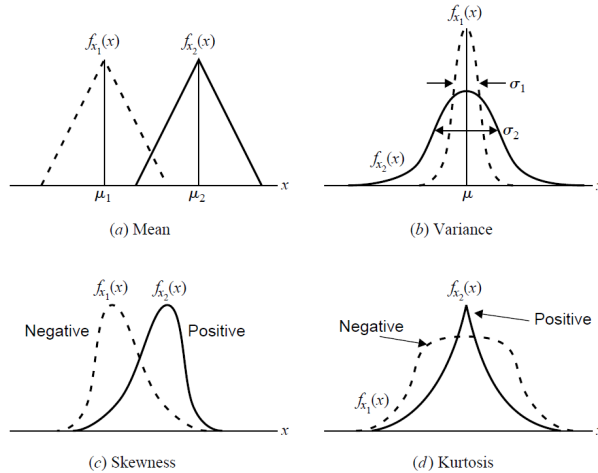 f_{x_1}(x)
f_{x_2}(x)
x
μ_1
μ_2
(a) Mean
f_{x_1}(x)
σ_1
σ_2
f_{x_2}(x)
x
μ
(b) Variance
f_{x_1}(x)
f_{x_2}(x)
Negative
Positive
x
(c) Skewness
f_{x_2}(x)
Positive
Negative
f_{x_1}(x)
x
(d) Kurtosis